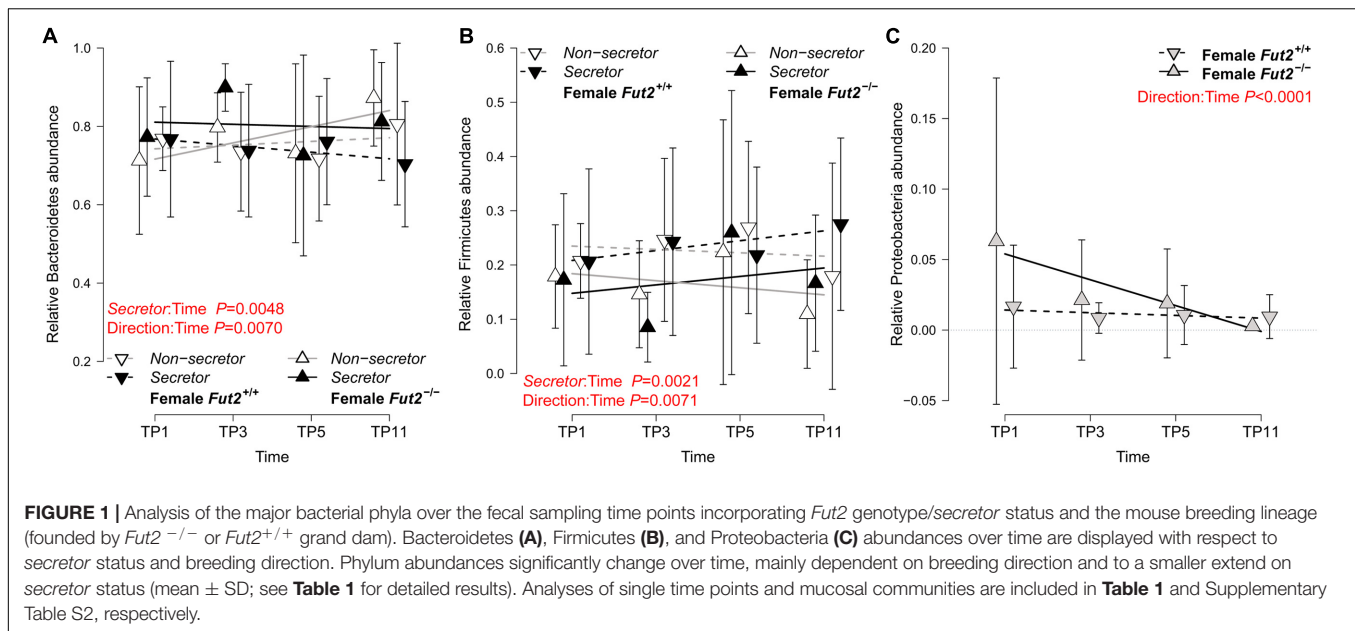 A
Relative Bacteroidetes abundance
1.0
0.8
0.6
0.4
0.2
Secretor:Time P=0.0048
Direction:Time P=0.0070
Non−secretor
Secretor
Female Fut2+/+
Non−secretor
Secretor
Female Fut2−/−
TP1 TP3 TP5 TP11
Time
B
Relative Firmicutes abundance
0.6
0.5
0.4
0.3
0.2
0.1
0.0
Non−secretor
Secretor
Female Fut2+/+
Non−secretor
Secretor
Female Fut2−/−
Secretor:Time P=0.0021
Direction:Time P=0.0071
TP1 TP3 TP5 TP11
Time
C
Relative Proteobacteria abundance
0.20
0.15
0.10
0.05
0.00
−0.05
Female Fut2+/+
Female Fut2−/−
Direction:Time P<0.0001
TP1 TP3 TP5 TP11
Time
FIGURE 1 | Analysis of the major bacterial phyla over the fecal sampling time points incorporating Fut2 genotype/secretor status and the mouse breeding lineage
(founded by Fut2 −/− or Fut2+/+ grand dam). Bacteroidetes (A), Firmicutes (B), and Proteobacteria (C) abundances over time are displayed with respect to
secretor status and breeding direction. Phylum abundances significantly change over time, mainly dependent on breeding direction and to a smaller extend on
secretor status (mean ± SD; see Table 1 for detailed results). Analyses of single time points and mucosal communities are included in Table 1 and Supplementary
Table S2, respectively.